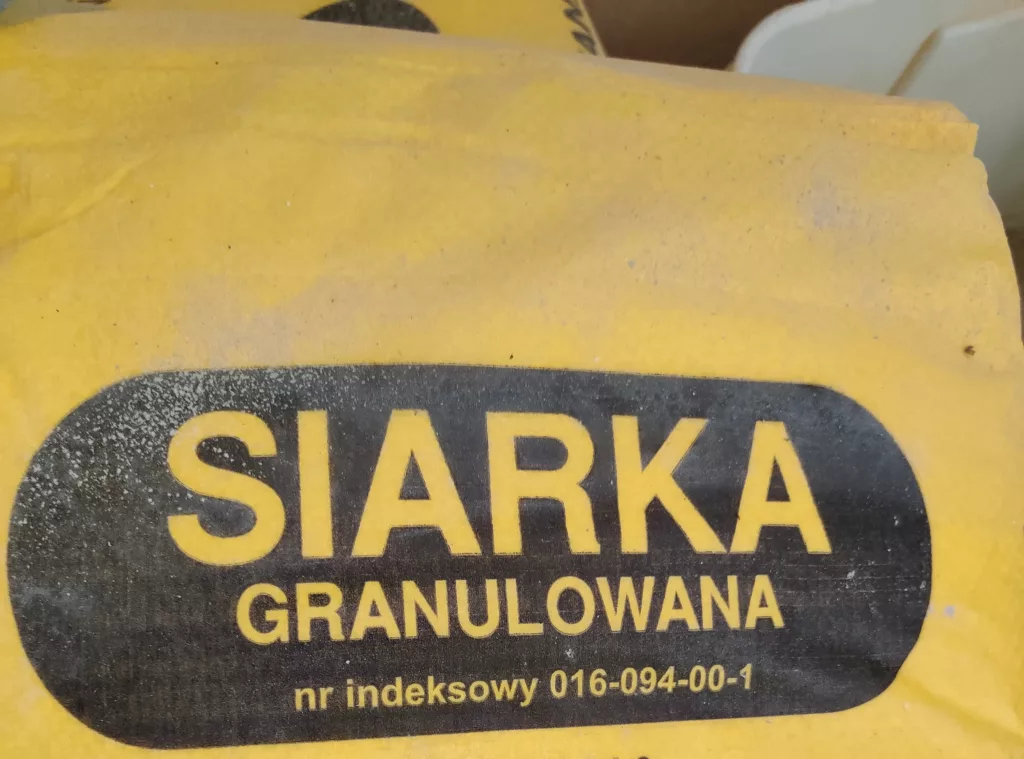 SIARKA
GRANULOWANA
nr indeksowy 016-094-00-1